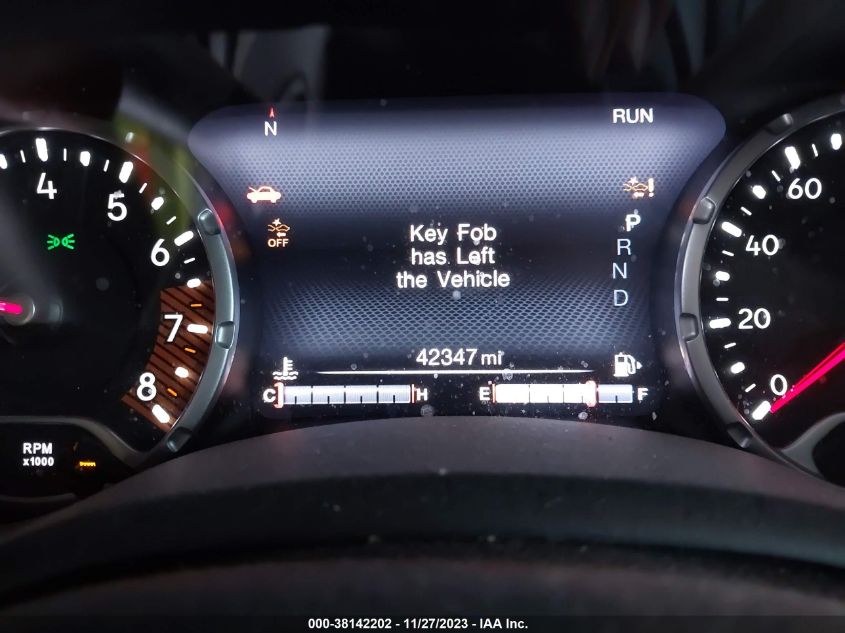 N
RUN
4
5
6
7
8
RPM
x1000
OFF
Key Fob
has Left
the Vehicle
P
R
N
D
42347 mi
C H
E F
60
40
20
0
000-38142202 - 11/27/2023 - IAA Inc.